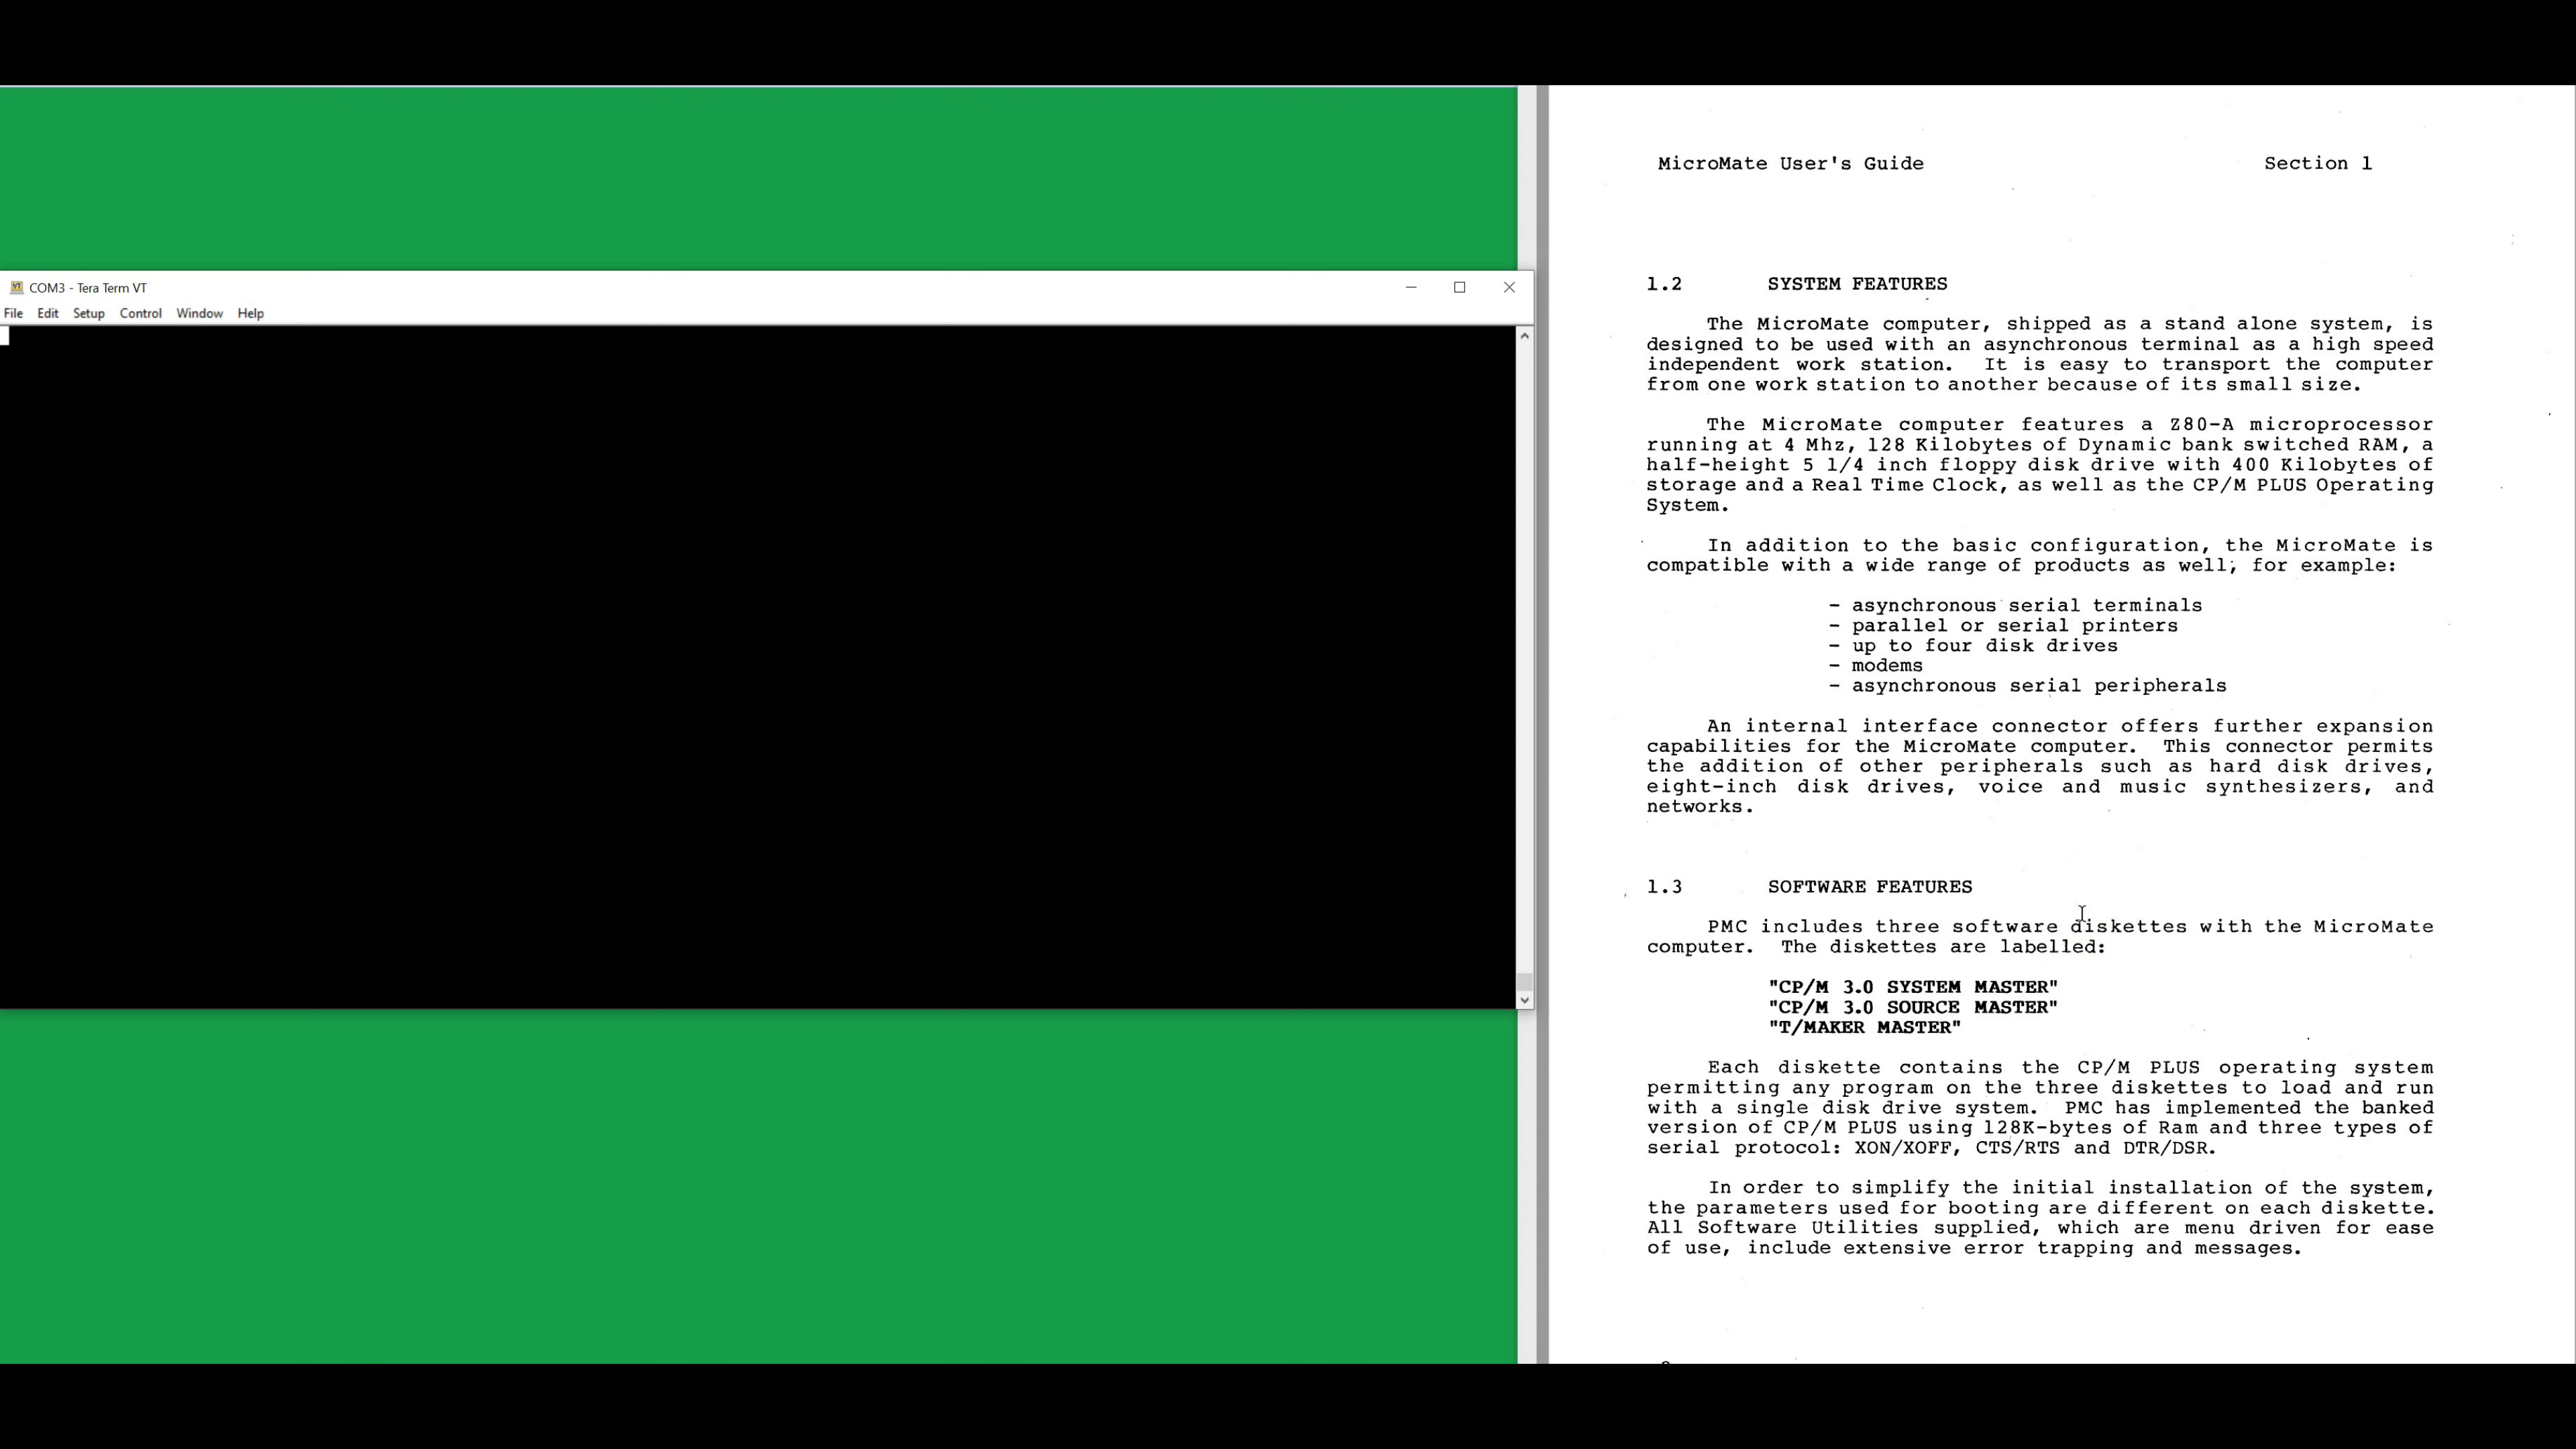 COM3 - Tera Term VT
File Edit Setup Control Window Help
MicroMate User's Guide Section 1
1.2 SYSTEM FEATURES
The MicroMate computer, shipped as a stand alone system, is
designed to be used with an asynchronous terminal as a high speed
independent work station. It is easy to transport the computer
from one work station to another because of its small size.
The MicroMate computer features a Z80-A microprocessor
running at 4 Mhz, 128 Kilobytes of Dynamic bank switched RAM, a
half-height 5 1/4 inch floppy disk drive with 400 Kilobytes of
storage and a Real Time Clock, as well as the CP/M PLUS Operating
System.
In addition to the basic configuration, the MicroMate is
compatible with a wide range of products as well, for example:
- asynchronous serial terminals
- parallel or serial printers
- up to four disk drives
- modems
- asynchronous serial peripherals
An internal interface connector offers further expansion
capabilities for the MicroMate computer. This connector permits
the addition of other peripherals such as hard disk drives,
eight-inch disk drives, voice and music synthesizers, and
networks.
1.3 SOFTWARE FEATURES
PMC includes three software diskettes with the MicroMate
computer. The diskettes are labelled:
"CP/M 3.0 SYSTEM MASTER"
"CP/M 3.0 SOURCE MASTER"
"T/MAKER MASTER"
Each diskette contains the CP/M PLUS operating system
permitting any program on the three diskettes to load and run
with a single disk drive system. PMC has implemented the banked
version of CP/M PLUS using 128K-bytes of Ram and three types of
serial protocol: XON/XOFF, CTS/RTS and DTR/DSR.
In order to simplify the initial installation of the system,
the parameters used for booting are different on each diskette.
All Software Utilities supplied, which are menu driven for ease
of use, include extensive error trapping and messages.